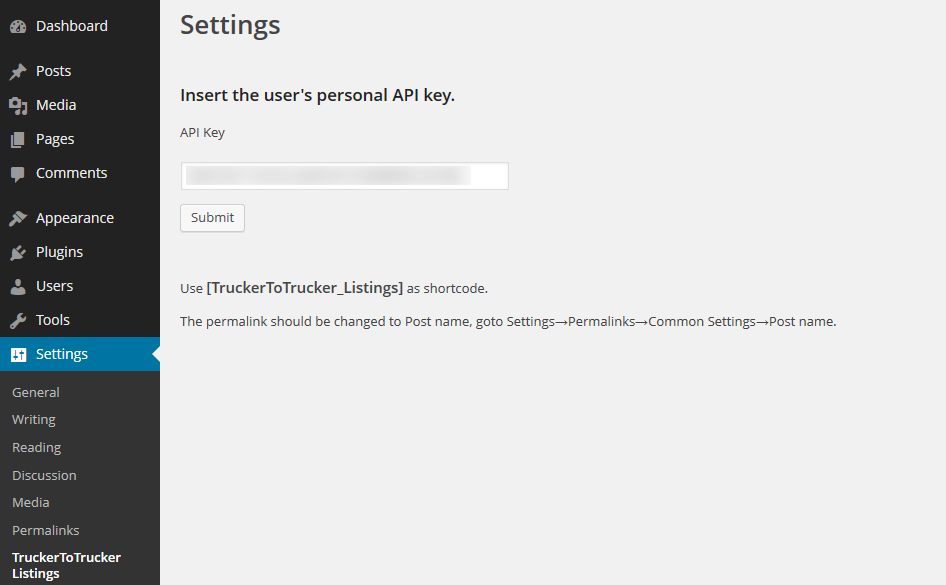 Dashboard
Posts
Media
Pages
Comments
Appearance
Plugins
Users
Tools
Settings
General
Writing
Reading
Discussion
Media
Permalinks
TruckerToTrucker
Listings
Settings
Insert the user's personal API key.
API Key
Submit
Use [TruckerToTrucker_Listings] as shortcode.
The permalink should be changed to Post name, goto Settings→Permalinks→Common Settings→Post name.